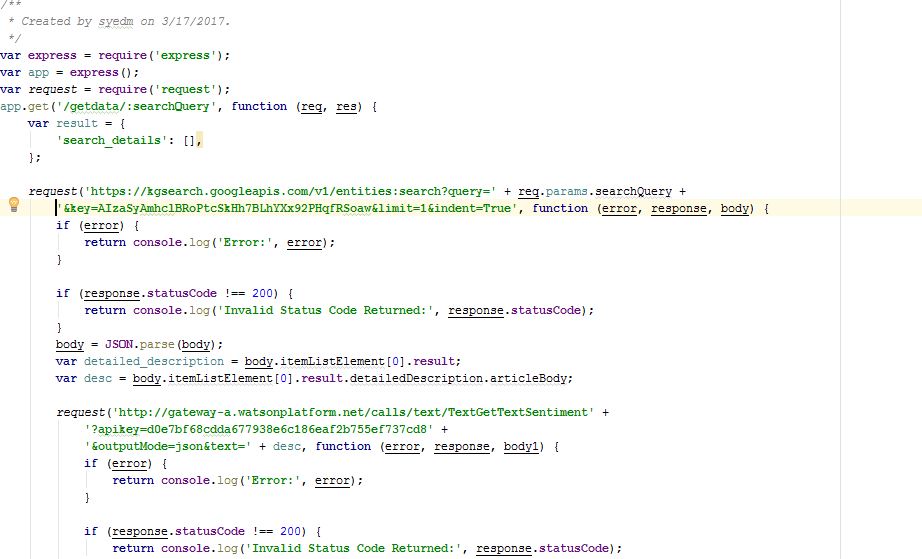 /**
 * Created by syedm on 3/17/2017.
 */
var express = require('express');
var app = express();
var request = require('request');
app.get('/getdata/:searchQuery', function (req, res) {
    var result = {
        'search_details': [],
    };

    request('https://kgsearch.googleapis.com/v1/entities:search?query=' + req.params.searchQuery +
        '&key=AIzaSyAmhclBRoPtcSkHh7BLhYXx92PHqfRSoaw&limit=1&indent=True', function (error, response, body) {
        if (error) {
            return console.log('Error:', error);
        }

        if (response.statusCode !== 200) {
            return console.log('Invalid Status Code Returned:', response.statusCode);
        }
        body = JSON.parse(body);
        var detailed_description = body.itemListElement[0].result;
        var desc = body.itemListElement[0].result.detailedDescription.articleBody;

        request('http://gateway-a.watsonplatform.net/calls/text/TextGetTextSentiment' +
            '?apikey=d0e7bf68cdda677938e6c186eaf2b755ef737cd8' +
            '&outputMode=json&text=' + desc, function (error, response, body1) {
            if (error) {
                return console.log('Error:', error);
            }

            if (response.statusCode !== 200) {
                return console.log('Invalid Status Code Returned:', response.statusCode);